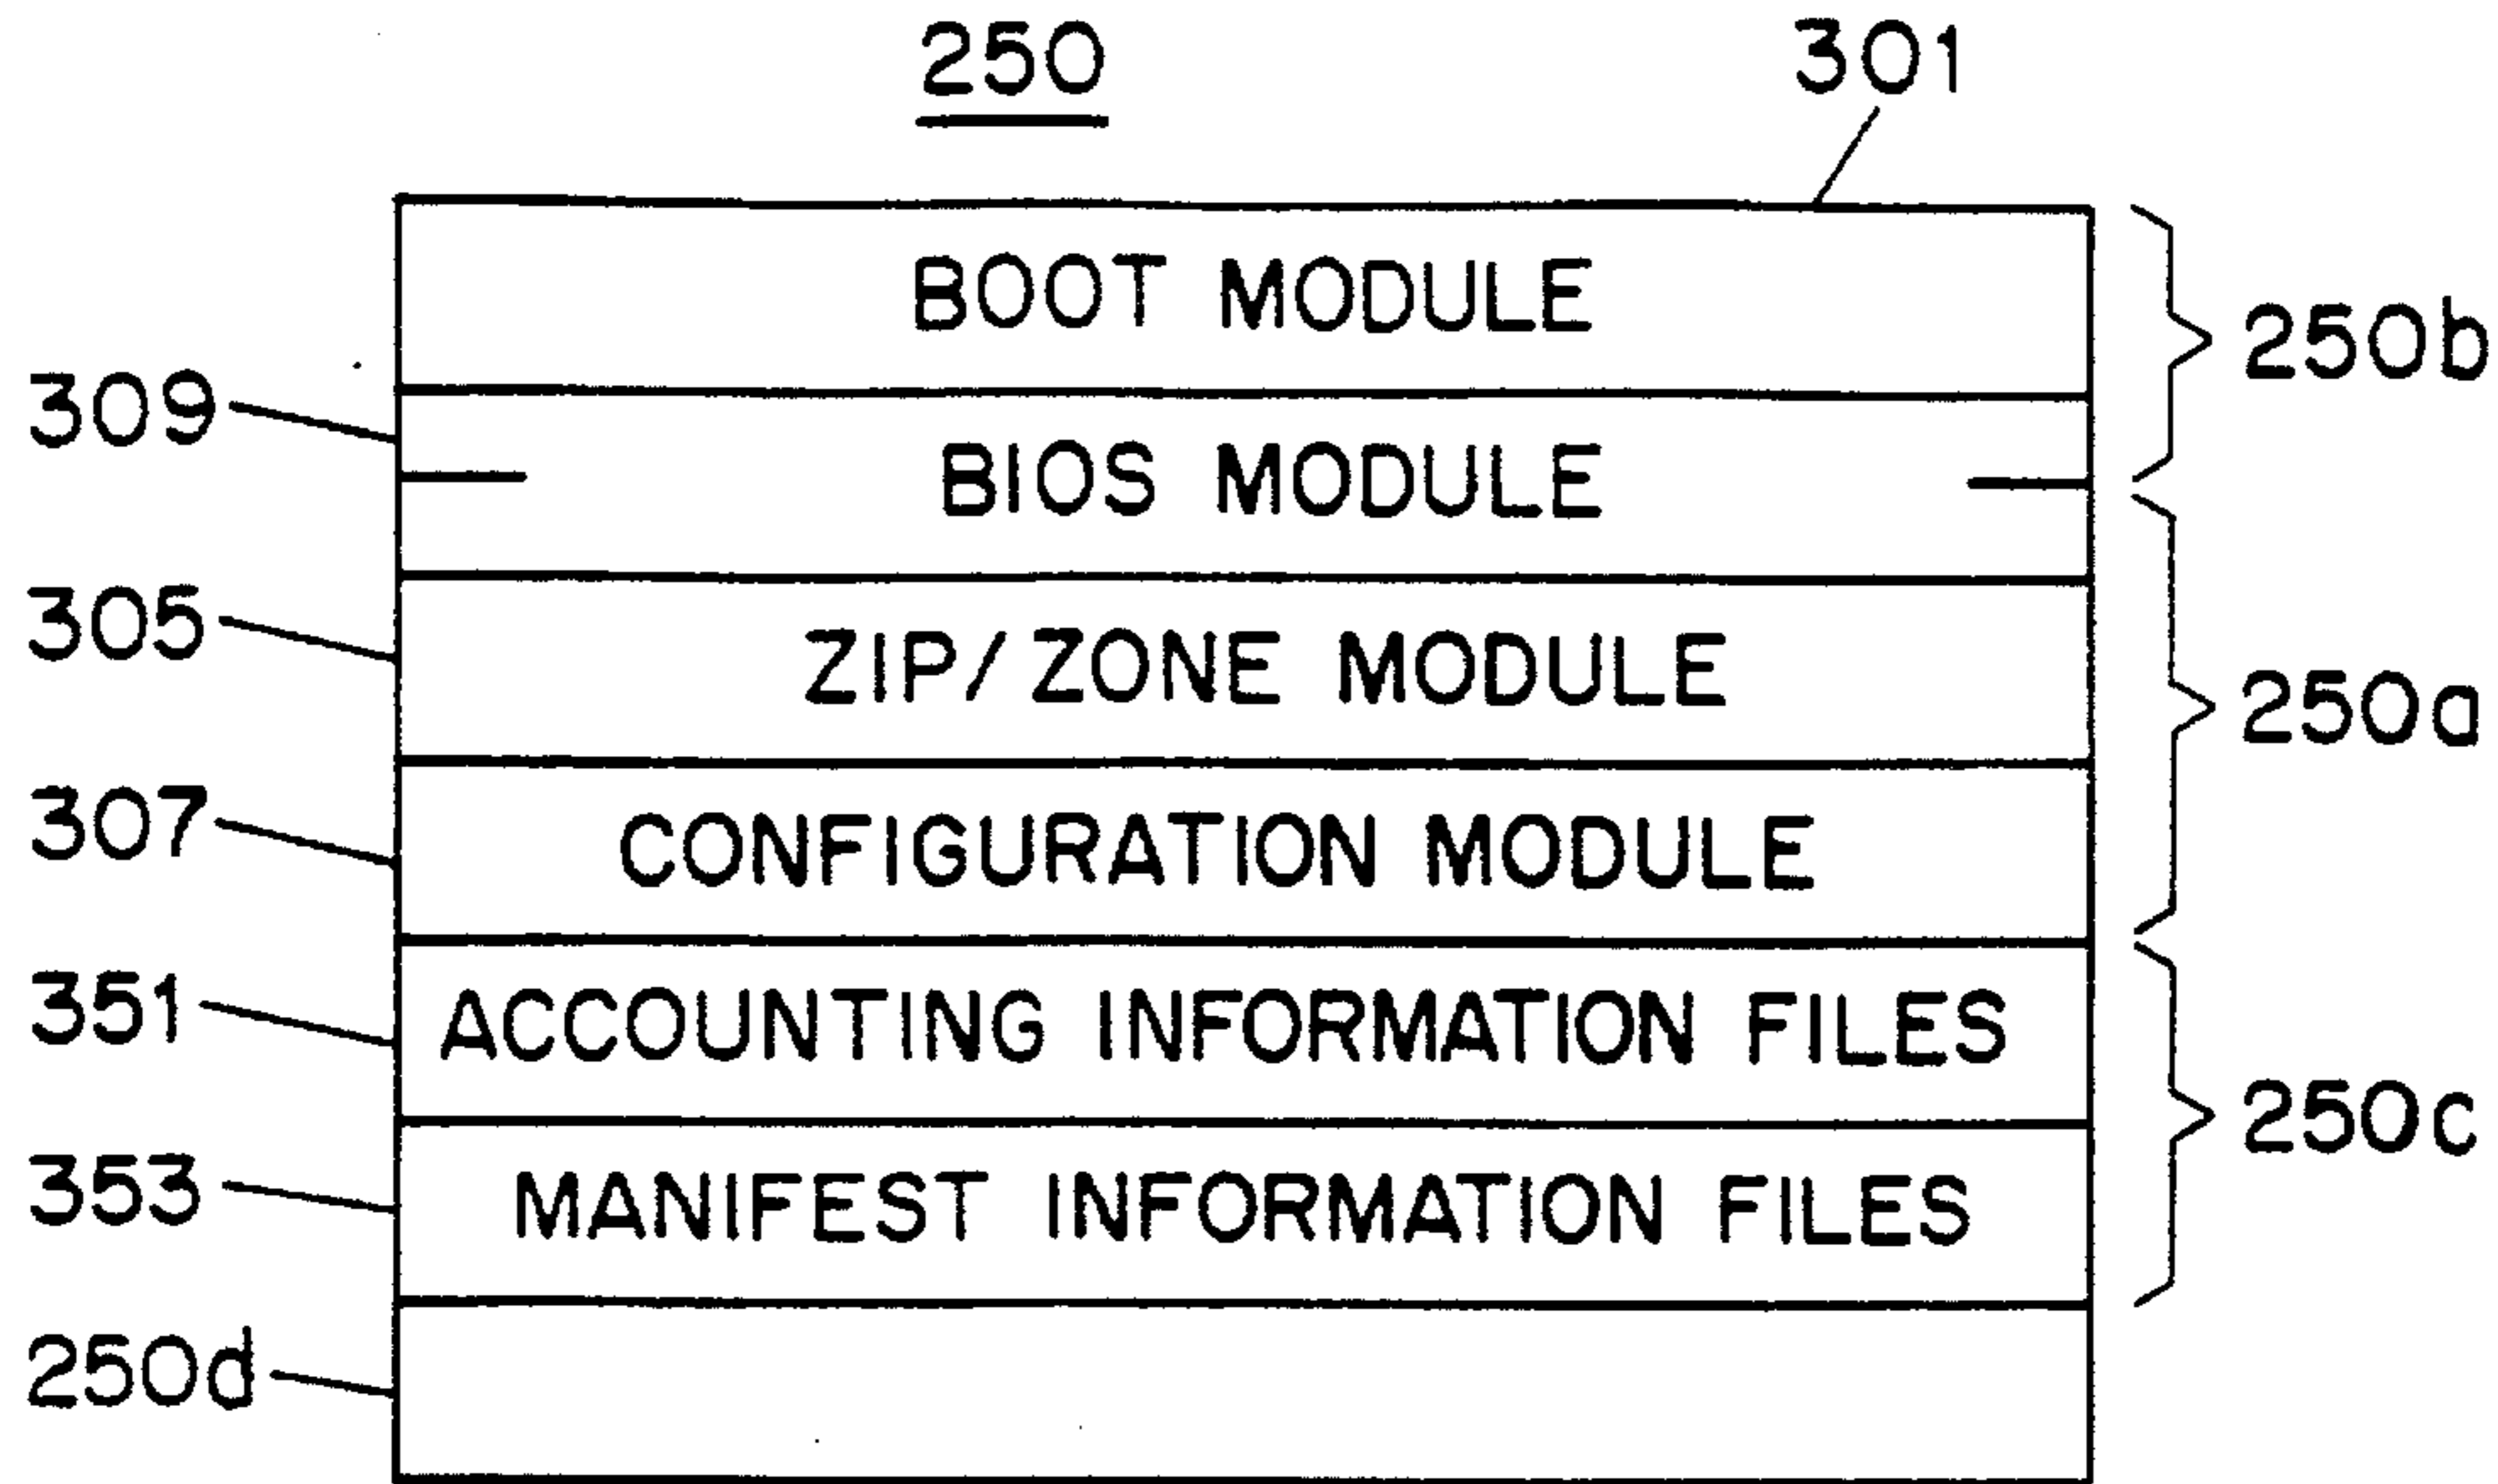 250
301
BOOT MODULE
250b
309
BIOS MODULE
305
ZIP/ZONE MODULE
250a
307
CONFIGURATION MODULE
351
ACCOUNTING INFORMATION FILES
250c
353
MANIFEST INFORMATION FILES
250d